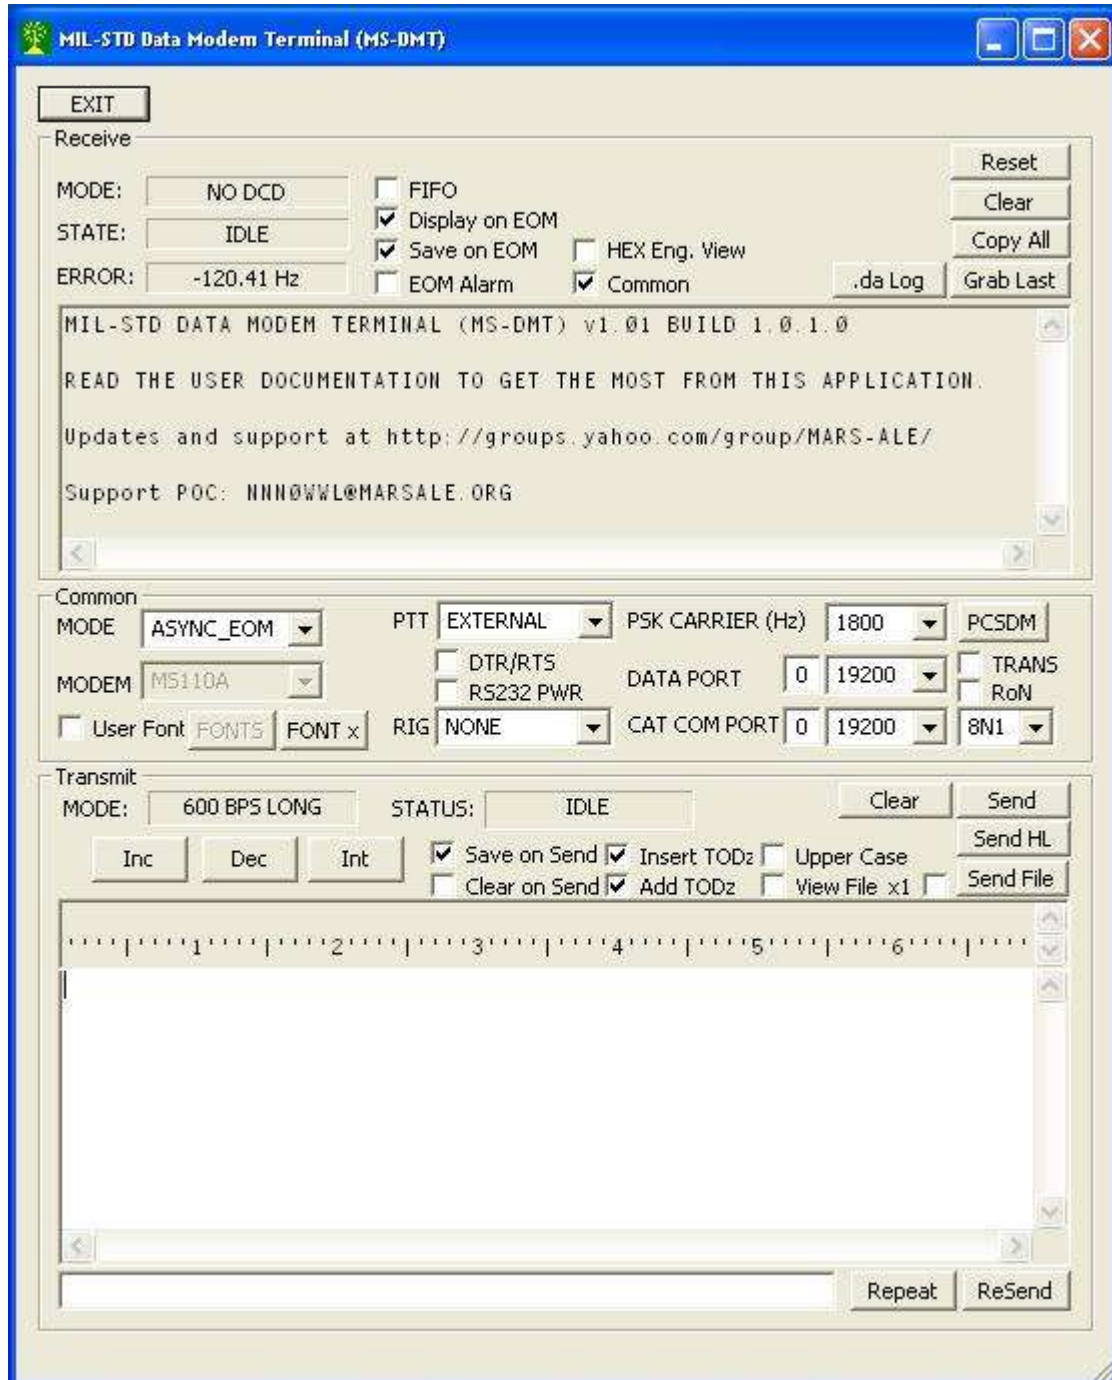 MIL-STD Data Modem Terminal (MS-DMT)
EXIT
Receive
Reset
MODE: NO DCD FIFO
Clear
Display on EOM
STATE: IDLE
Copy All
Save on EOM HEX Eng. View
ERROR: -120.41 Hz EOM Alarm Common .da Log Grab Last
MIL-STD DATA MODEM TERMINAL (MS-DMT) v1.01 BUILD 1.0.1.0
READ THE USER DOCUMENTATION TO GET THE MOST FROM THIS APPLICATION.
Updates and support at http://groups.yahoo.com/group/MARS-ALE/
Support POC: NNN0WWL@MARSALE.ORG
Common
MODE ASYNC_EOM PTT EXTERNAL PSK CARRIER (Hz) 1800 PCSDM
DTR/RTS TRANS
MODEM MS110A DATA PORT 0 19200
RS232 PWR RoN
User Font FONTS FONT x RIG NONE CAT COM PORT 0 19200 8N1
Transmit
MODE: 600 BPS LONG STATUS: IDLE Clear Send
Send HL
Inc Dec Int Save on Send Insert TODz Upper Case
Clear on Send Add TODz View File x1 Send File
1 2 3 4 5 6
Repeat ReSend